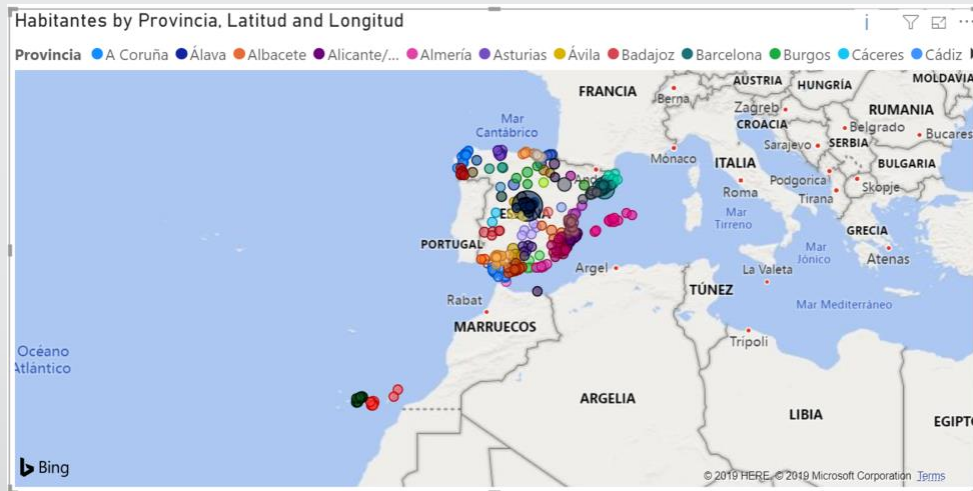 Habitantes by Provincia, Latitud and Longitud
Provincia A Coruña Álava Albacete Alicante/... Almería Asturias Ávila Badajoz Barcelona Burgos Cáceres Cádiz
FRANCIA
Berna
AUSTRIA
HUNGRÍA
MOLDAVIA
Mar
Cantábrico
Zagreb
CROACIA
RUMANIA
Belgrado
Bucares
Sarajevo
SERBIA
Mónaco
ITALIA
BULGARIA
Podgorica
Skopje
Roma
Tirana
Mar
Tirreno
PORTUGAL
GRECIA
Mar
Jónico
Atenas
Argel
La Valeta
TÚNEZ
Rabat
Mar Mediterráneo
MARRUECOS
Trípoli
Océano
Atlántico
ARGELIA
LIBIA
EGIPT
Bing
© 2019 HERE, © 2019 Microsoft Corporation Terms